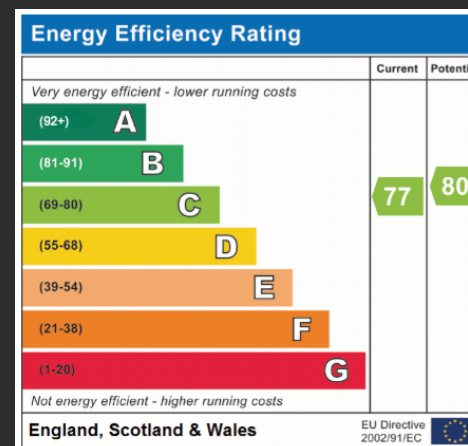 Energy Efficiency Rating
Current Potenti
Very energy efficient - lower running costs
(92+) A
(81-91) B
(69-80) C
(55-68) D
(39-54) E
(21-38) F
(1-20) G
77
80
Not energy efficient - higher running costs
England, Scotland & Wales
EU Directive
2002/91/EC